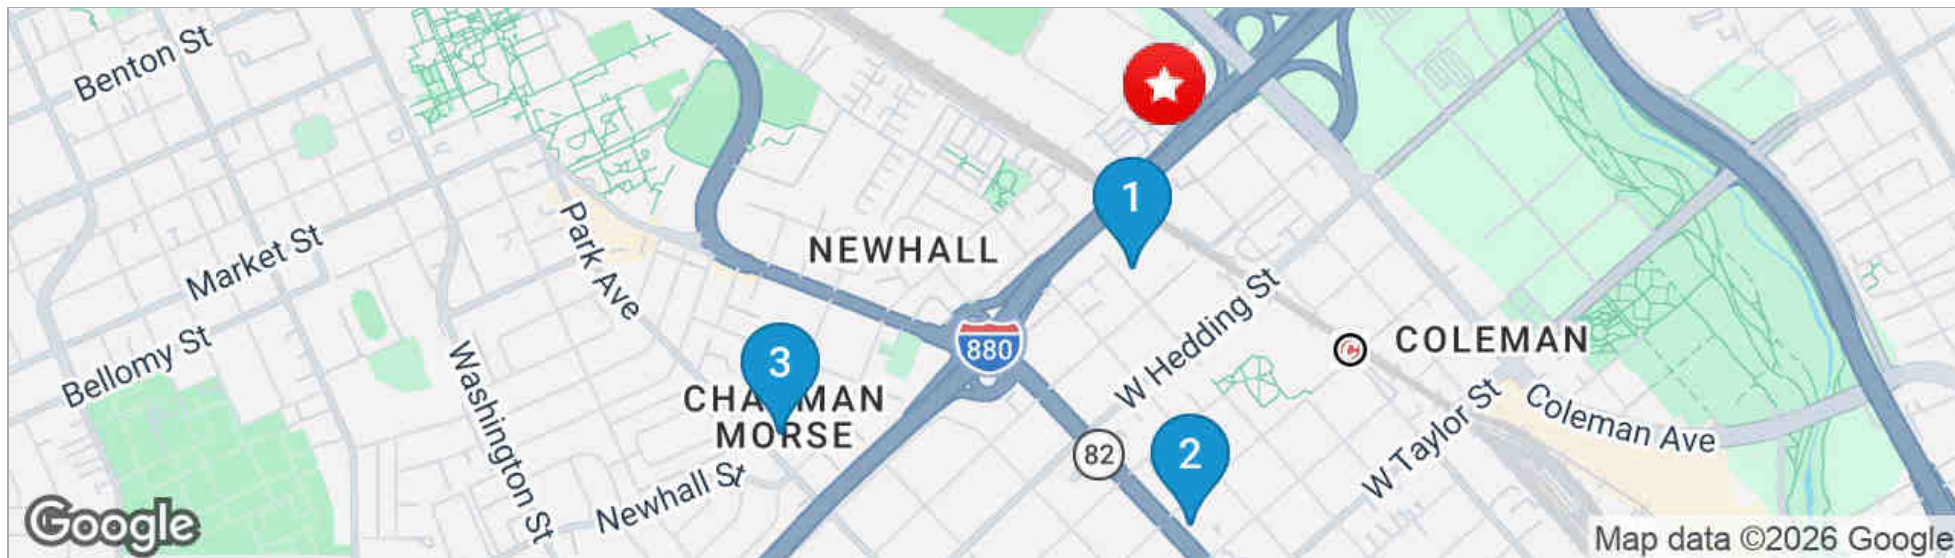 Benton St
Market St
Bellomy St
Park Ave
Washington St
Newhall St
NEWHALL
CHAPMAN
MORSE
880
82
1
2
3
W Hedding St
W Taylor St
COLEMAN
Coleman Ave
Google
Map data ©2026 Google